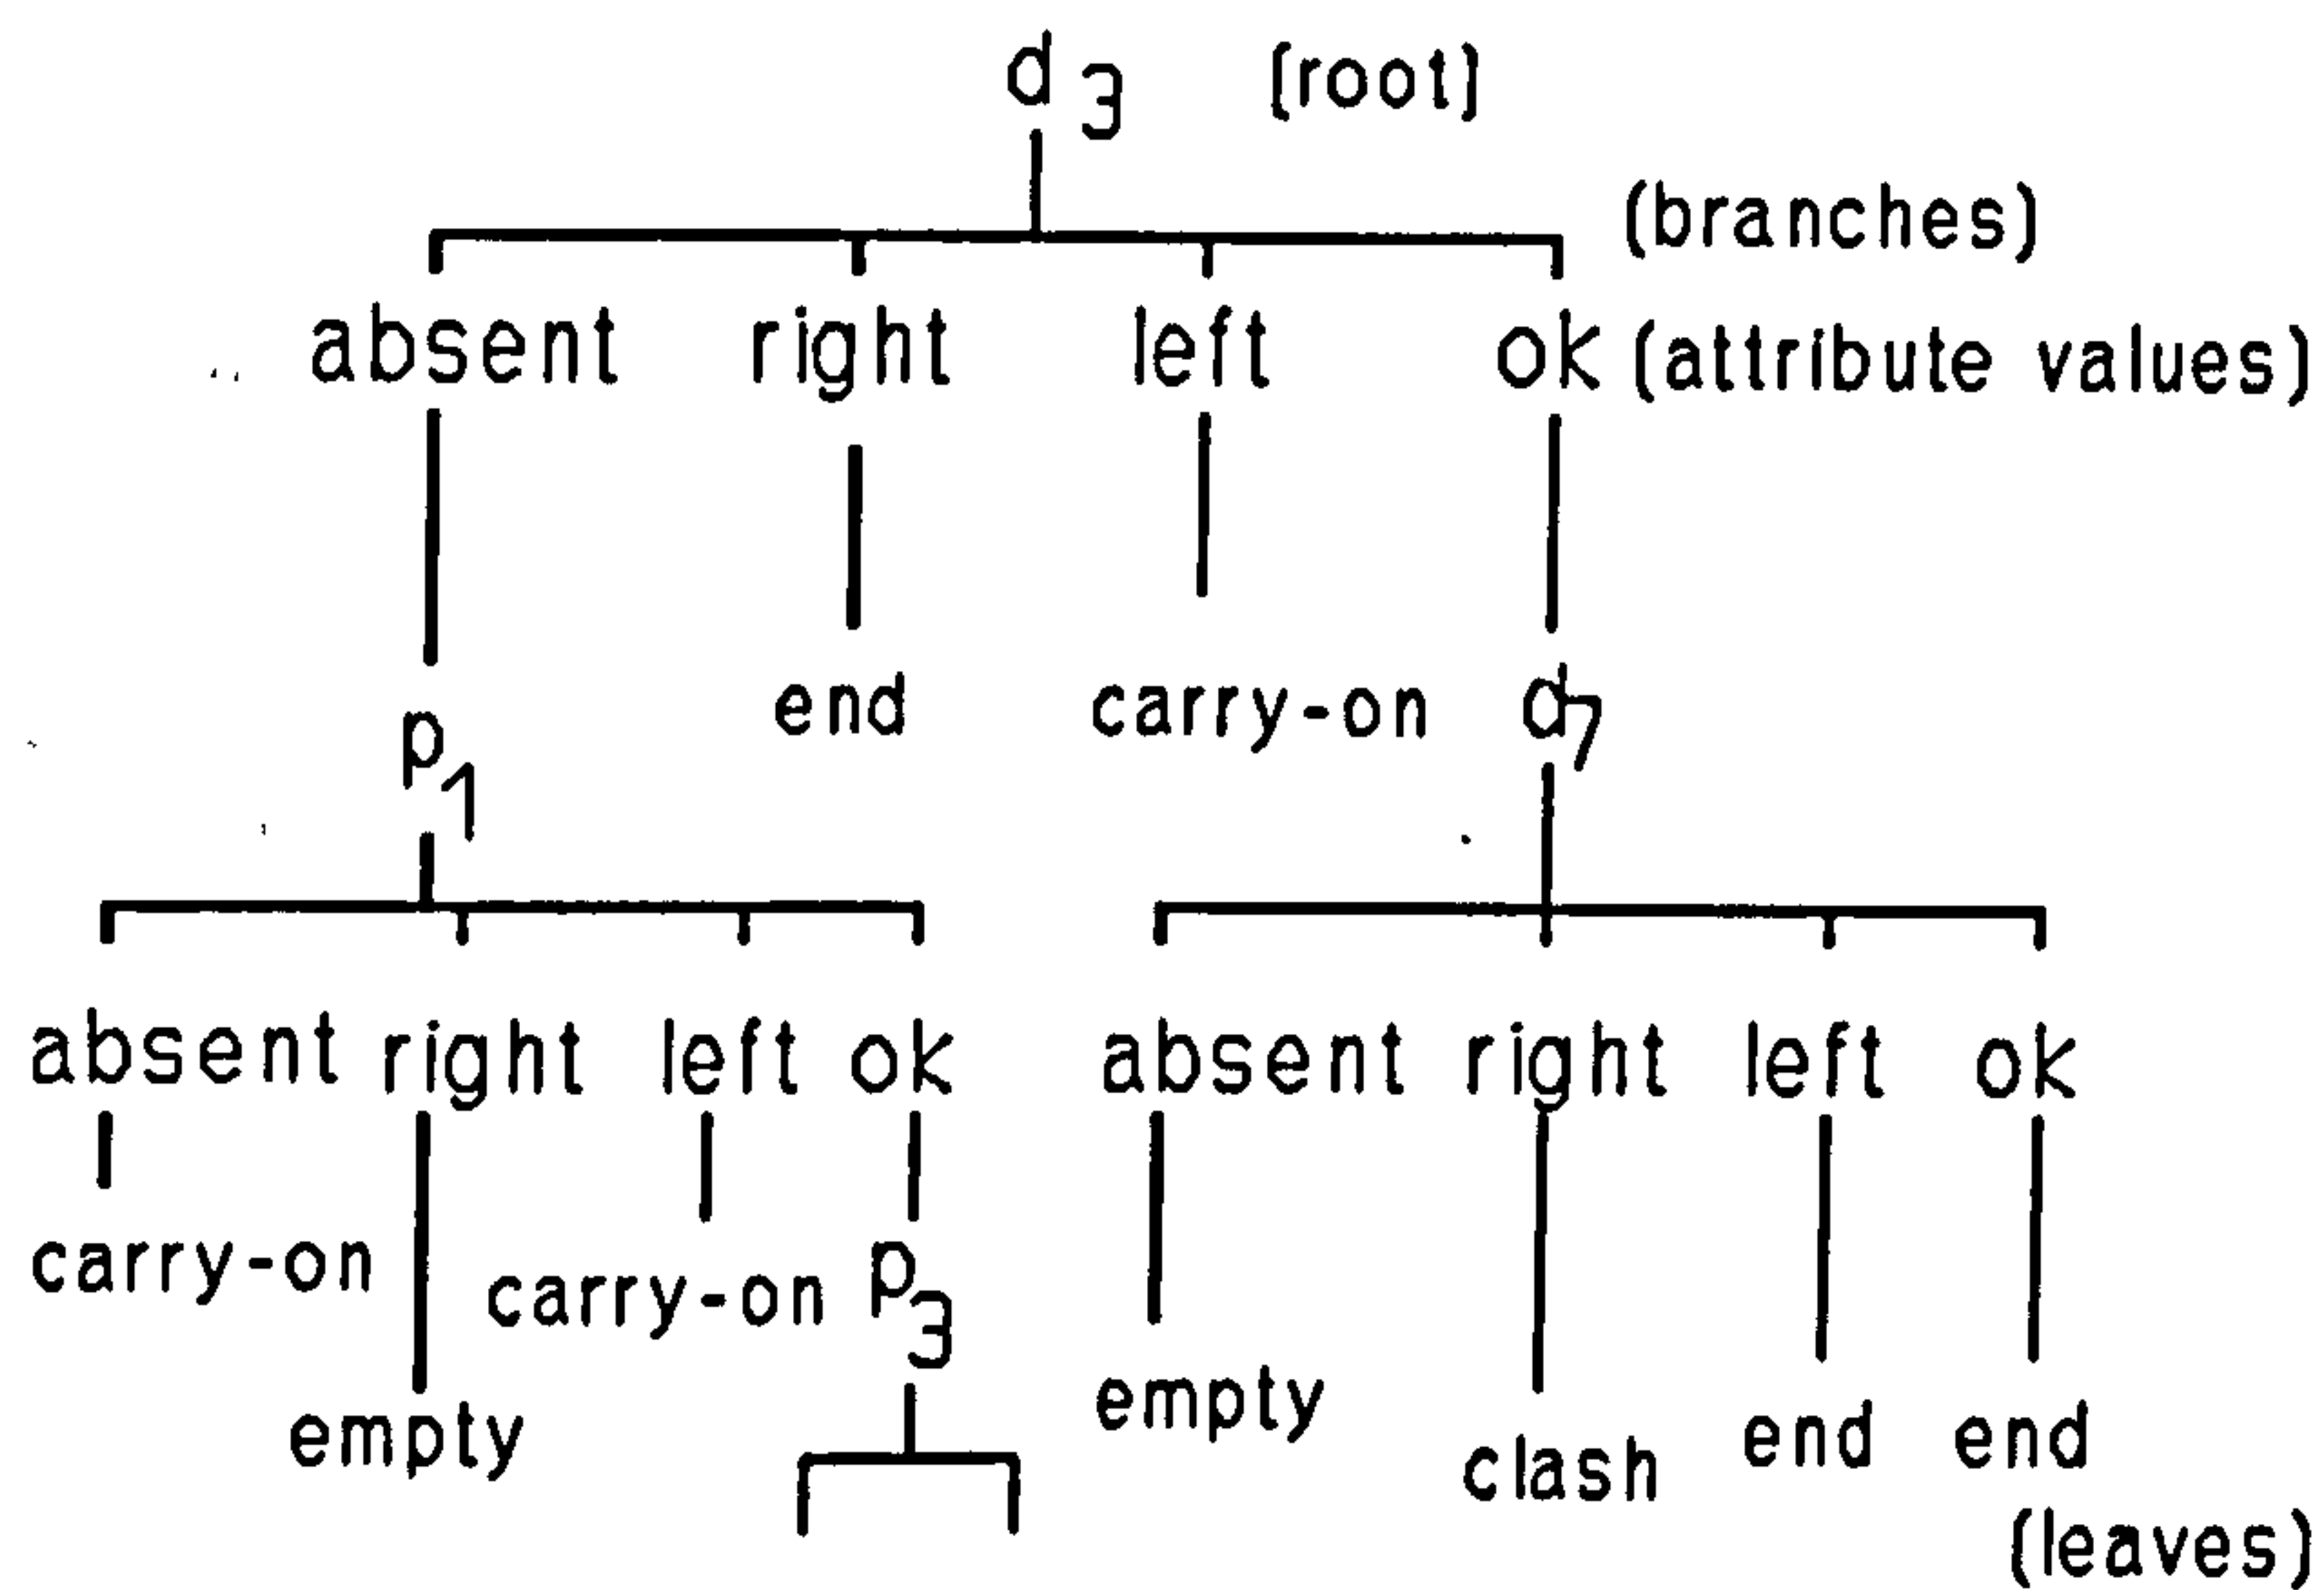 d3 (root)
(branches)
absent right left ok (attribute values)
p1 end carry-on d7
absent right left ok absent right left ok
carry-on empty carry-on p3 empty clash end end
(leaves)